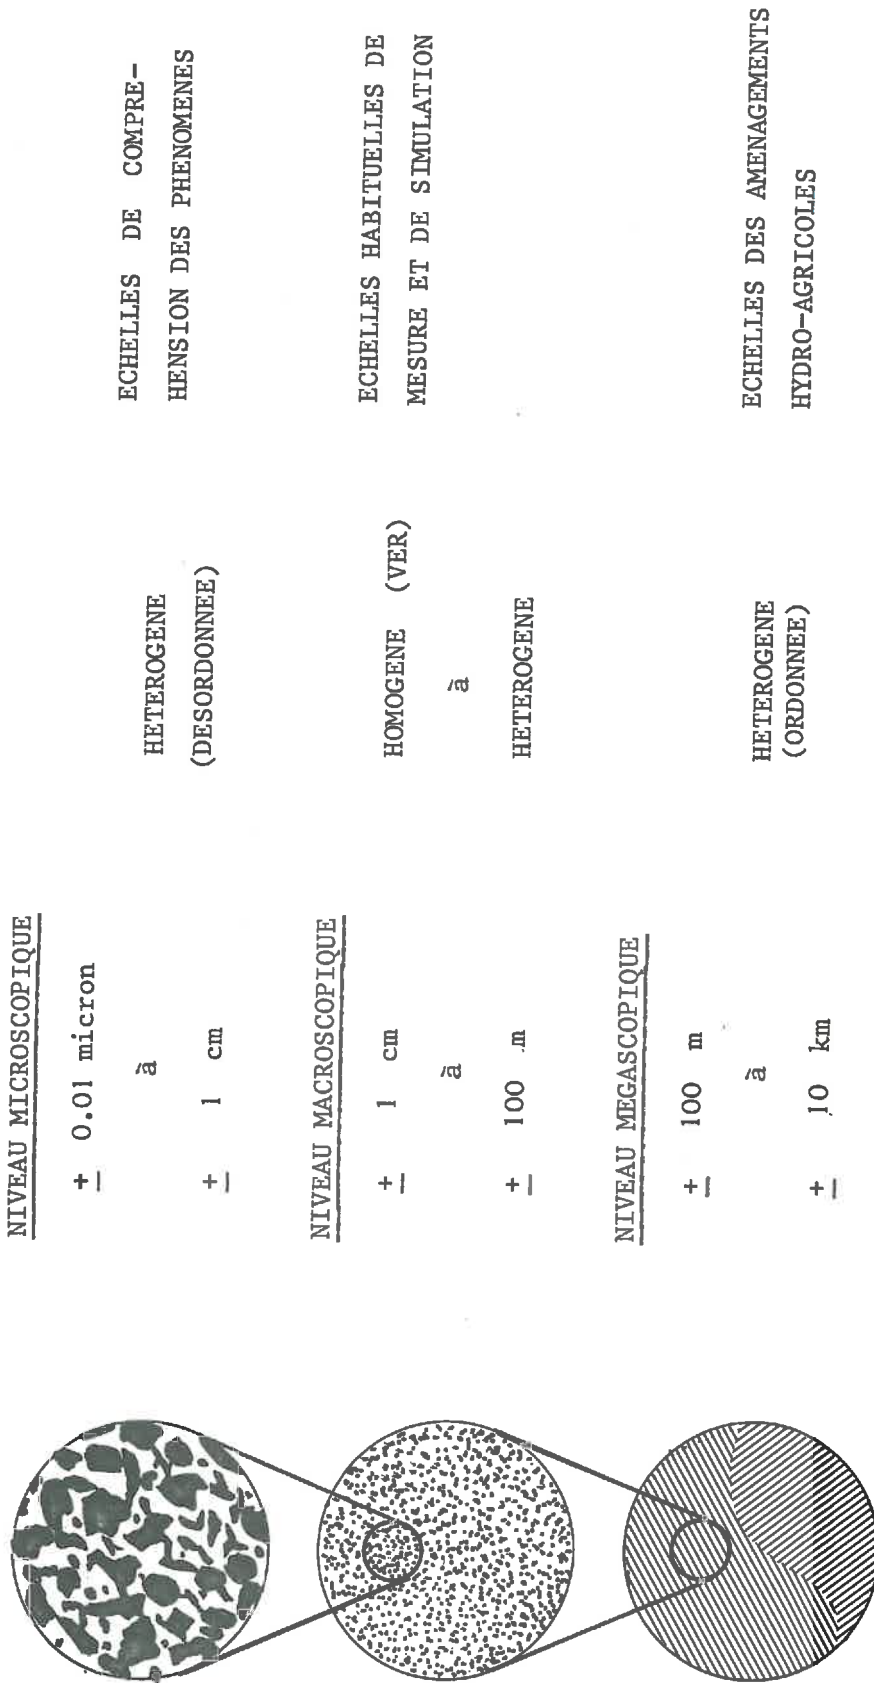 NIVEAU MICROSCOPIQUE
± 0.01 micron
à
± 1 cm
HETEROGENE
(DESORDONNEE)
ECHELLES DE COMPRE-
HENSION DES PHENOMENES
NIVEAU MACROSCOPIQUE
± 1 cm
à
± 100 m
HOMOGENE (VER)
à
HETEROGENE
ECHELLES HABITUELLES DE
MESURE ET DE SIMULATION
NIVEAU MEGASCOPIQUE
± 100 m
à
± 10 km
HETEROGENE
(ORDONNEE)
ECHELLES DES AMENAGEMENTS
HYDRO-AGRICOLES